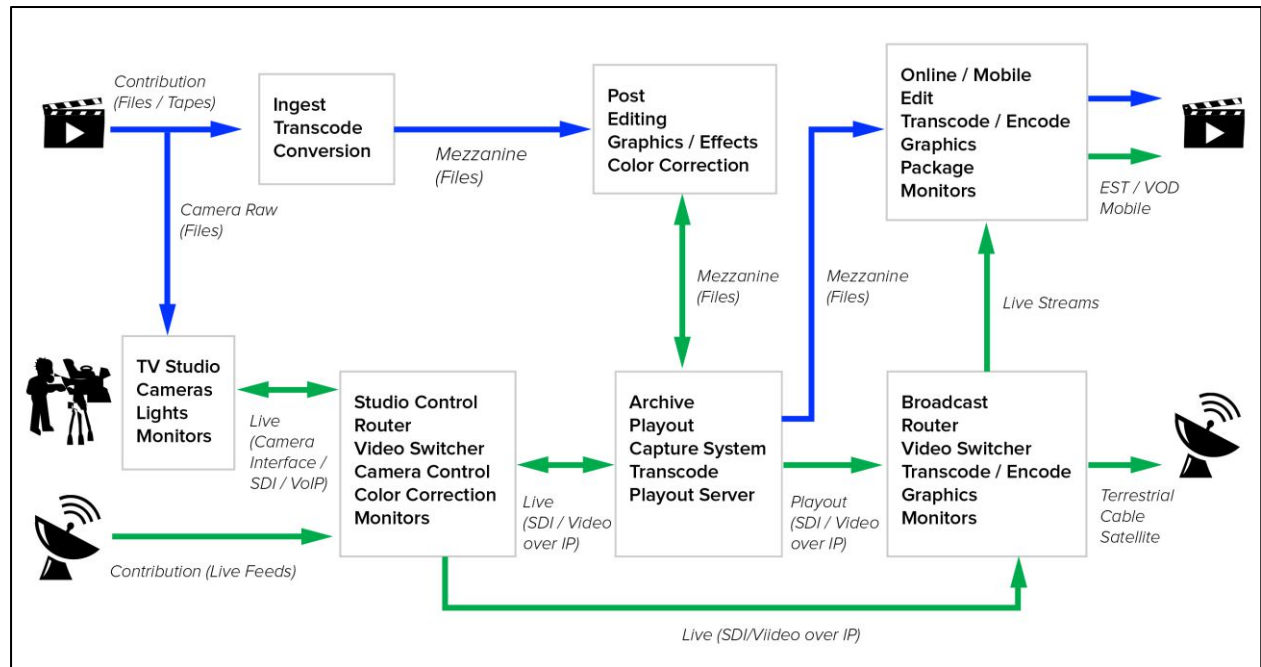 Contribution
(Files / Tapes)
Ingest
Transcode
Conversion
Mezzanine
(Files)
Post
Editing
Graphics / Effects
Color Correction
Online / Mobile
Edit
Transcode / Encode
Graphics
Package
Monitors
EST / VOD
Mobile
Camera Raw
(Files)
Mezzanine
(Files)
Mezzanine
(Files)
Live Streams
TV Studio
Cameras
Lights
Monitors
Live
(Camera
Interface /
SDI / VoIP)
Studio Control
Router
Video Switcher
Camera Control
Color Correction
Monitors
Live
(SDI / Video
over IP)
Archive
Playout
Capture System
Transcode
Playout Server
Playout
(SDI / Video
over IP)
Broadcast
Router
Video Switcher
Transcode / Encode
Graphics
Monitors
Terrestrial
Cable
Satellite
Contribution (Live Feeds)
Live (SDI/Viideo over IP)